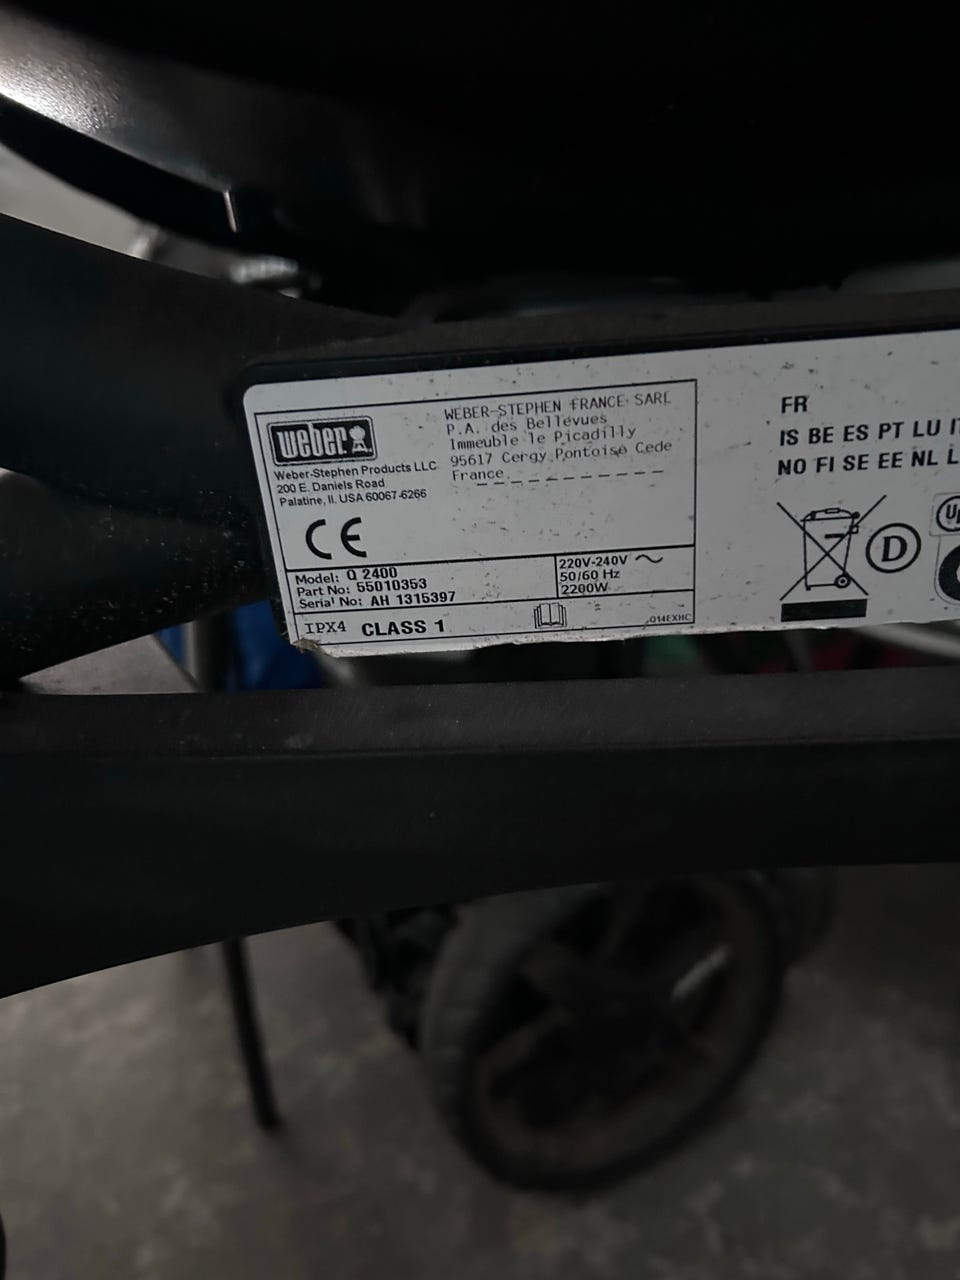 weber
Weber-Stephen Products LLC
200 E. Daniels Road
Palatine, IL USA 60067-6266
WEBER-STEPHEN FRANCE SARL
P.A. des Bellevues
Immeuble le Picadilly
95617 Cergy Pontoise Cede
France
CE
Model: Q 2400
Part No: 55010353
Serial No: AH 1315397
220V-240V ~
50/60 Hz
2200W
IPX4 CLASS 1
014EXHC
FR
IS BE ES PT LU IT
NO FI SE EE NL L
D